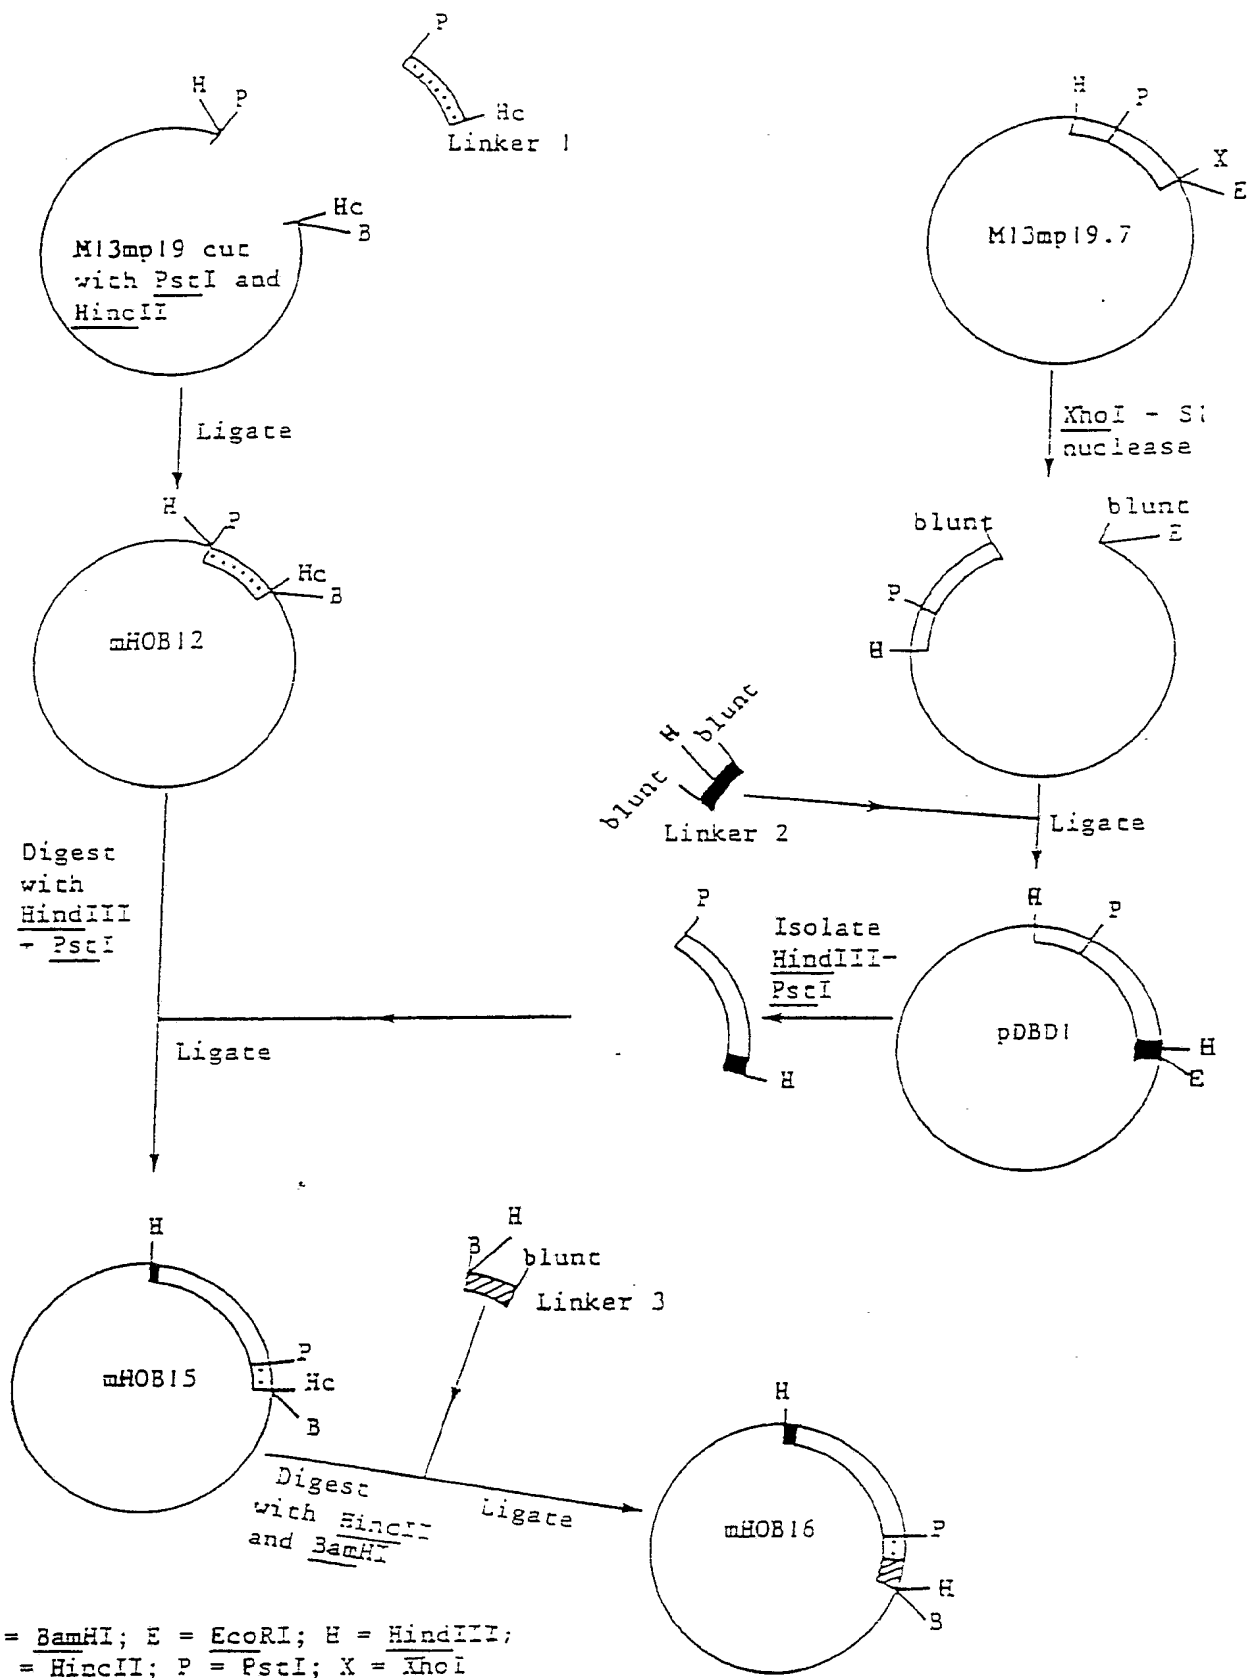 P
H
P
Hc
Linker 1
Hc
B
M13mp19 cut
with PstI and
HincII
H
P
X
E
M13mp19.7
Ligate
XhoI - S1
nuclease
H
P
Hc
B
mHOB12
blunt
blunt
E
P
H
blunt
H
blunt
Linker 2
Ligate
Digest
with
HindIII
+ PstI
P
Isolate
HindIII-
PstI
H
H
P
pDBD1
H
E
Ligate
H
mHOB15
P
Hc
B
B
H
blunt
Linker 3
Digest
with HincII
and BamHI
Ligate
H
mHOB16
P
H
B
= BamHI; E = EcoRI; H = HindIII;
= HincII; P = PstI; X = XhoI